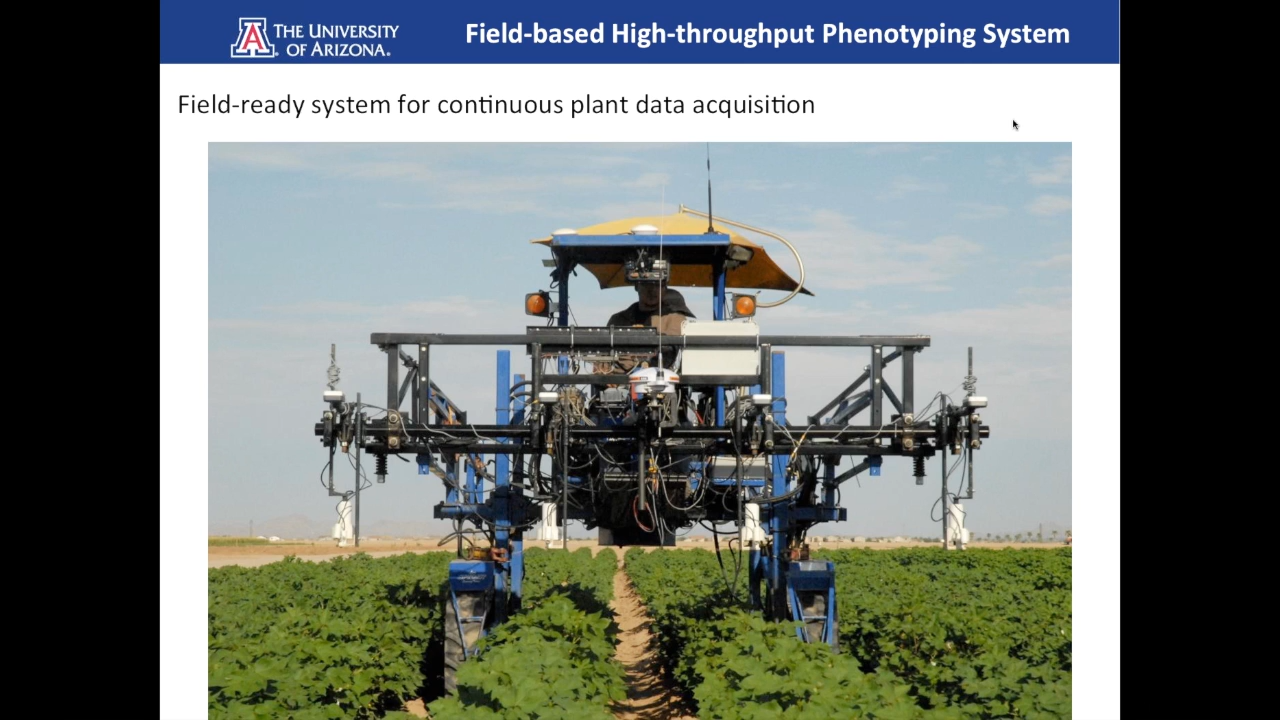 THE UNIVERSITY
OF ARIZONA.
Field-based High-throughput Phenotyping System
Field-ready system for continuous plant data acquisition